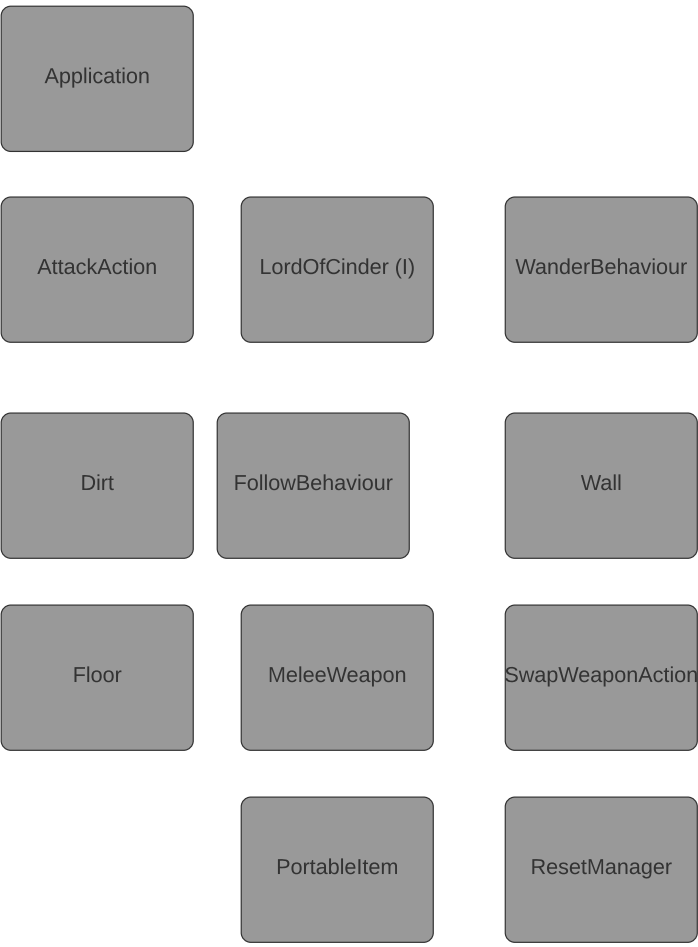 Application
AttackAction
LordOfCinder (I)
WanderBehaviour
Dirt
FollowBehaviour
Wall
Floor
MeleeWeapon
SwapWeaponAction
PortableItem
ResetManager